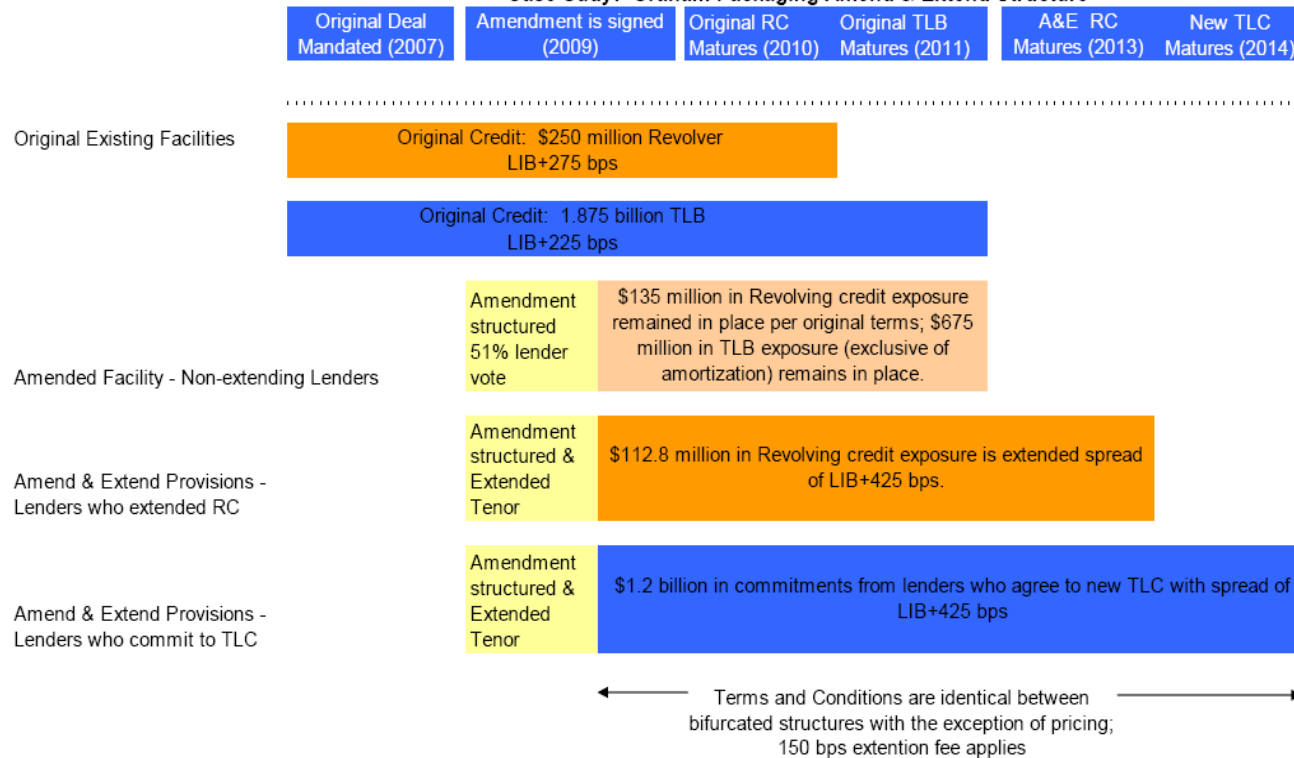 Case Study: Graham Packaging Amend & Extend Structure
Original Deal
Mandated (2007)
Amendment is signed
(2009)
Original RC
Matures (2010)
Original TLB
Matures (2011)
A&E RC
Matures (2013)
New TLC
Matures (2014)
Original Existing Facilities
Original Credit: $250 million Revolver
LIB+275 bps
Original Credit: 1.875 billion TLB
LIB+225 bps
Amended Facility - Non-extending Lenders
Amendment
structured
51% lender
vote
$135 million in Revolving credit exposure
remained in place per original terms; $675
million in TLB exposure (exclusive of
amortization) remains in place.
Amend & Extend Provisions -
Lenders who extended RC
Amendment
structured &
Extended
Tenor
$112.8 million in Revolving credit exposure is extended spread
of LIB+425 bps.
Amend & Extend Provisions -
Lenders who commit to TLC
Amendment
structured &
Extended
Tenor
$1.2 billion in commitments from lenders who agree to new TLC with spread of
LIB+425 bps
Terms and Conditions are identical between
bifurcated structures with the exception of pricing;
150 bps extention fee applies